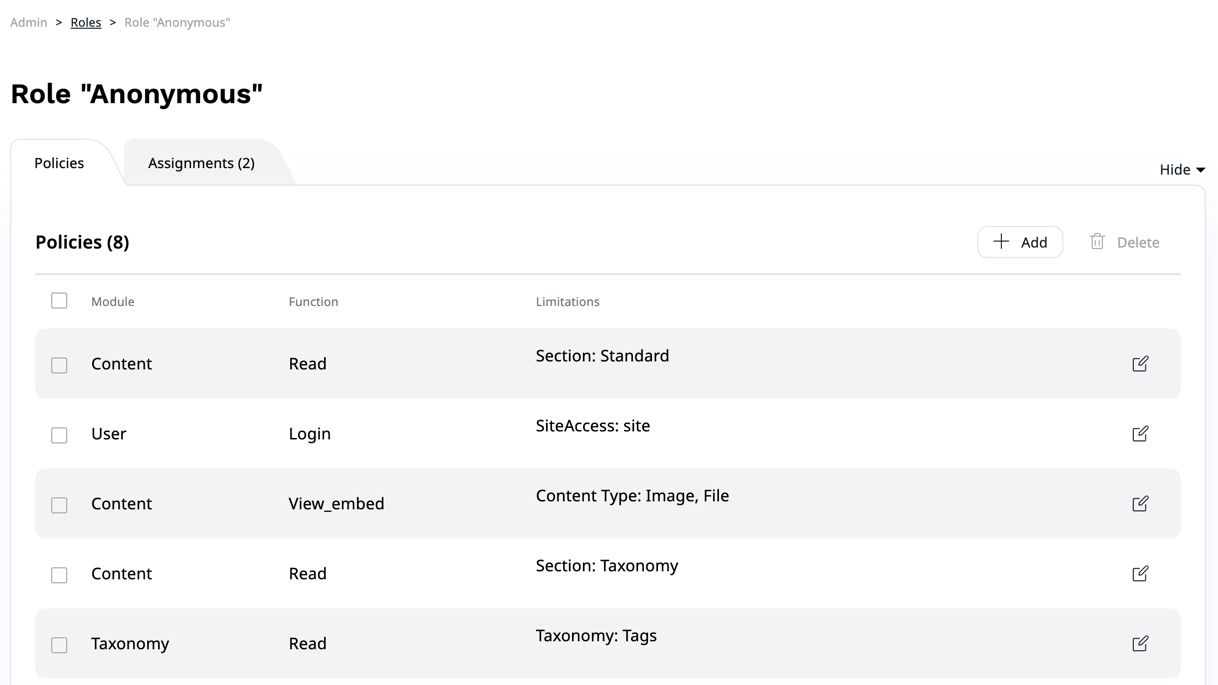 Admin > Roles > Role "Anonymous"
Role "Anonymous"
Policies Assignments (2) Hide
Policies (8) Add Delete
Module Function Limitations
Content Read Section: Standard
User Login SiteAccess: site
Content View_embed Content Type: Image, File
Content Read Section: Taxonomy
Taxonomy Read Taxonomy: Tags